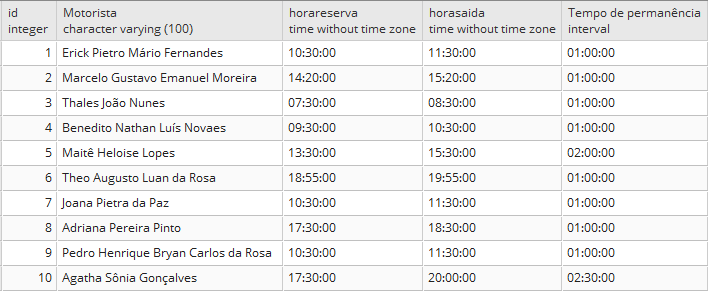 id Motorista horareserva horasaida Tempo de permanência
integer character varying (100) time without time zone time without time zone interval
1 Erick Pietro Mário Fernandes 10:30:00 11:30:00 01:00:00
2 Marcelo Gustavo Emanuel Moreira 14:20:00 15:20:00 01:00:00
3 Thales João Nunes 07:30:00 08:30:00 01:00:00
4 Benedito Nathan Luís Novaes 09:30:00 10:30:00 01:00:00
5 Maitê Heloise Lopes 13:30:00 15:30:00 02:00:00
6 Theo Augusto Luan da Rosa 18:55:00 19:55:00 01:00:00
7 Joana Pietra da Paz 10:30:00 11:30:00 01:00:00
8 Adriana Pereira Pinto 17:30:00 18:30:00 01:00:00
9 Pedro Henrique Bryan Carlos da Rosa 10:30:00 11:30:00 01:00:00
10 Agatha Sônia Gonçalves 17:30:00 20:00:00 02:30:00